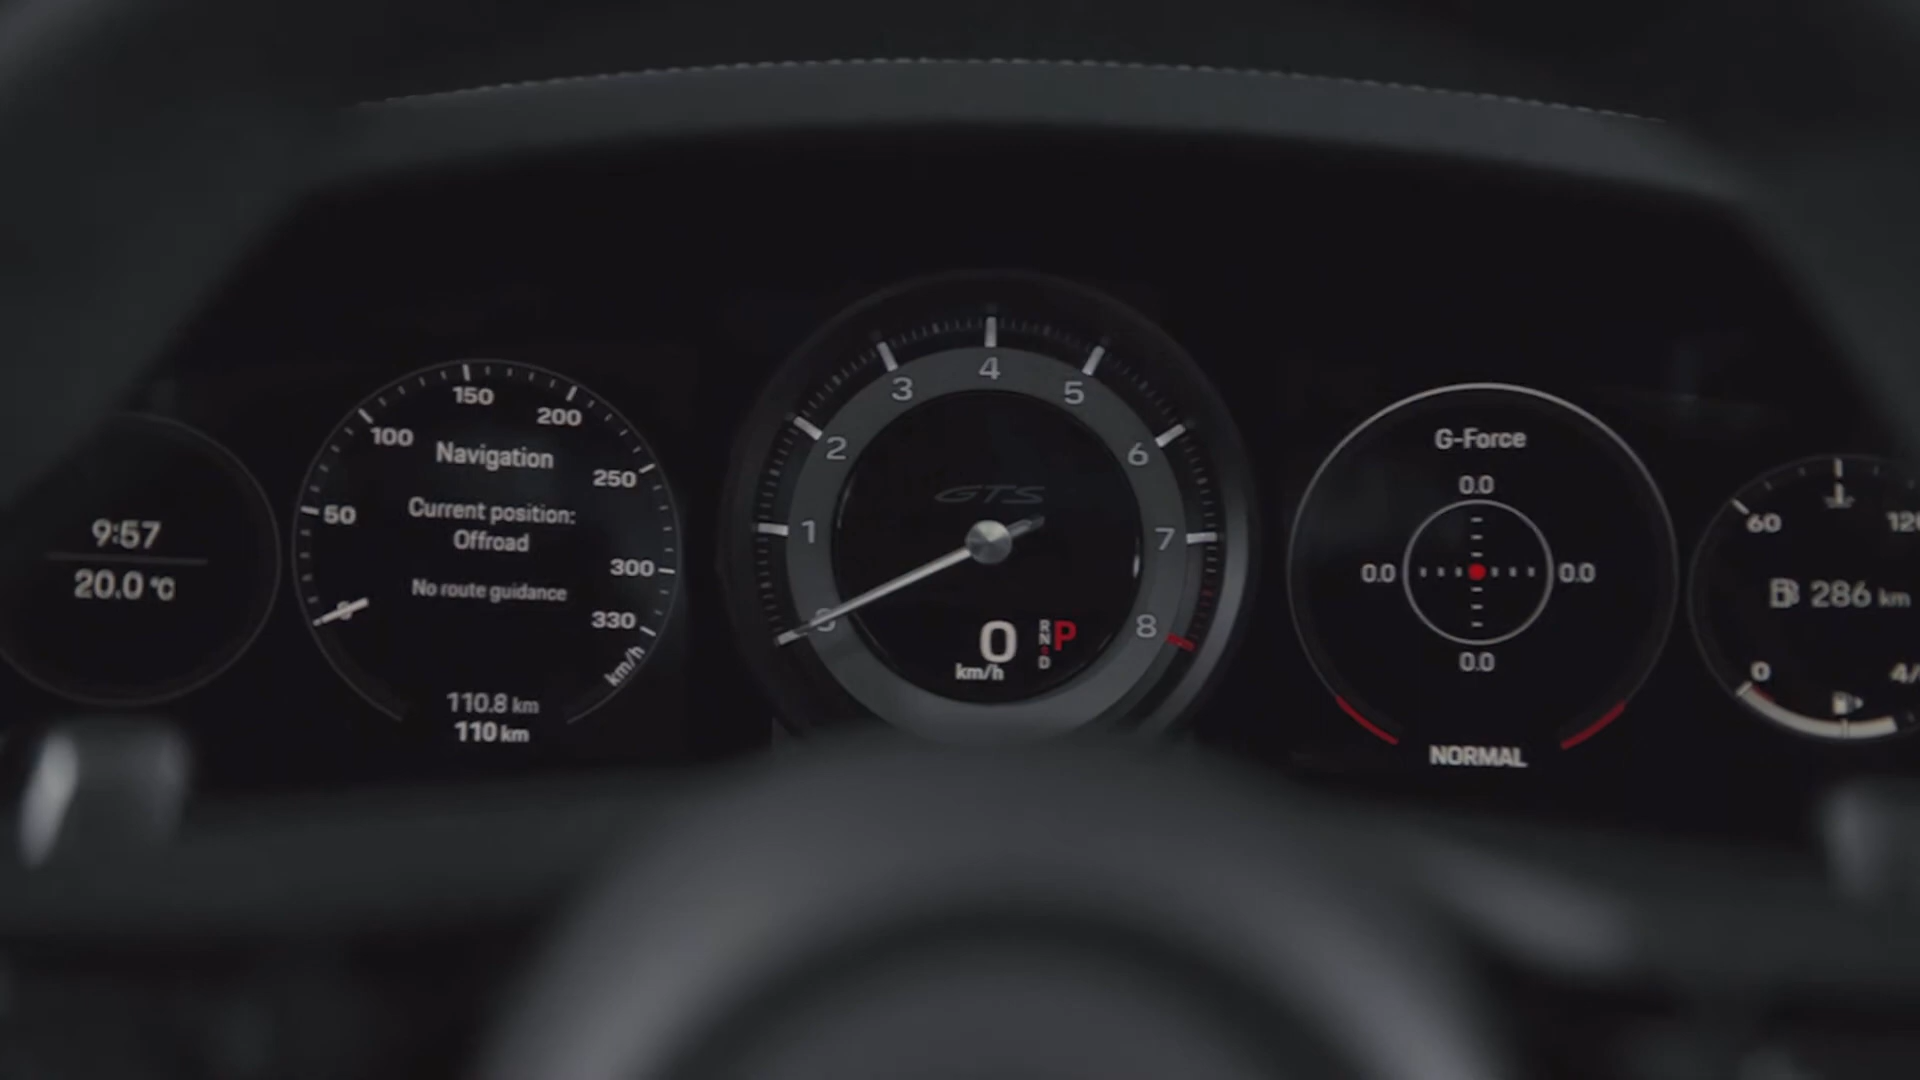 9:57
20.0 °C
50
100
150
200
250
300
330
km/h
Navigation
Current position:
Offroad
No route guidance
110.8 km
110 km
1
2
3
4
5
6
7
8
GTS
0
km/h
R
N
D
P
G-Force
0.0
0.0
0.0
0.0
NORMAL
60
286 km
0